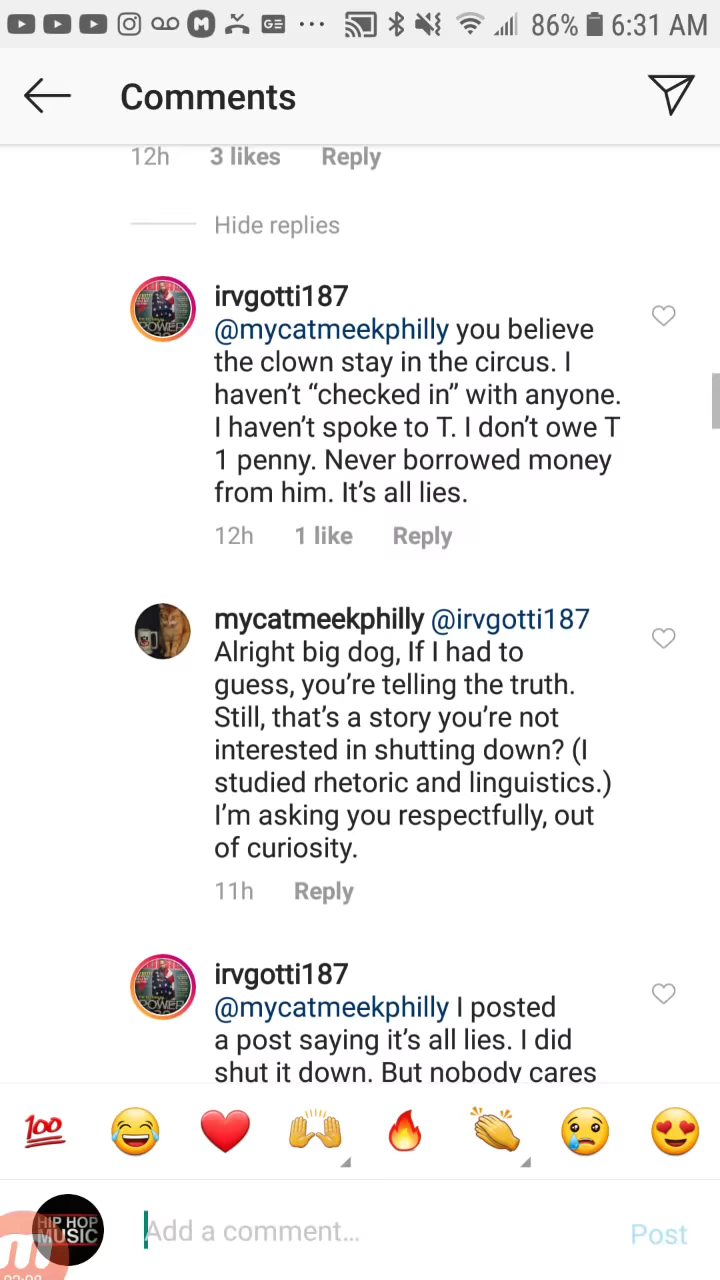 86% 6:31 AM
Comments
12h 3 likes Reply
Hide replies
irvgotti187
@mycatmeekphilly you believe
the clown stay in the circus. I
haven’t “checked in” with anyone.
I haven’t spoke to T. I don’t owe T
1 penny. Never borrowed money
from him. It’s all lies.
12h 1 like Reply
mycatmeekphilly @irvgotti187
Alright big dog, If I had to
guess, you’re telling the truth.
Still, that’s a story you’re not
interested in shutting down? (I
studied rhetoric and linguistics.)
I’m asking you respectfully, out
of curiosity.
11h Reply
irvgotti187
@mycatmeekphilly I posted
a post saying it’s all lies. I did
shut it down. But nobody cares
100
HIP HOP
MUSIC
Add a comment...
Post